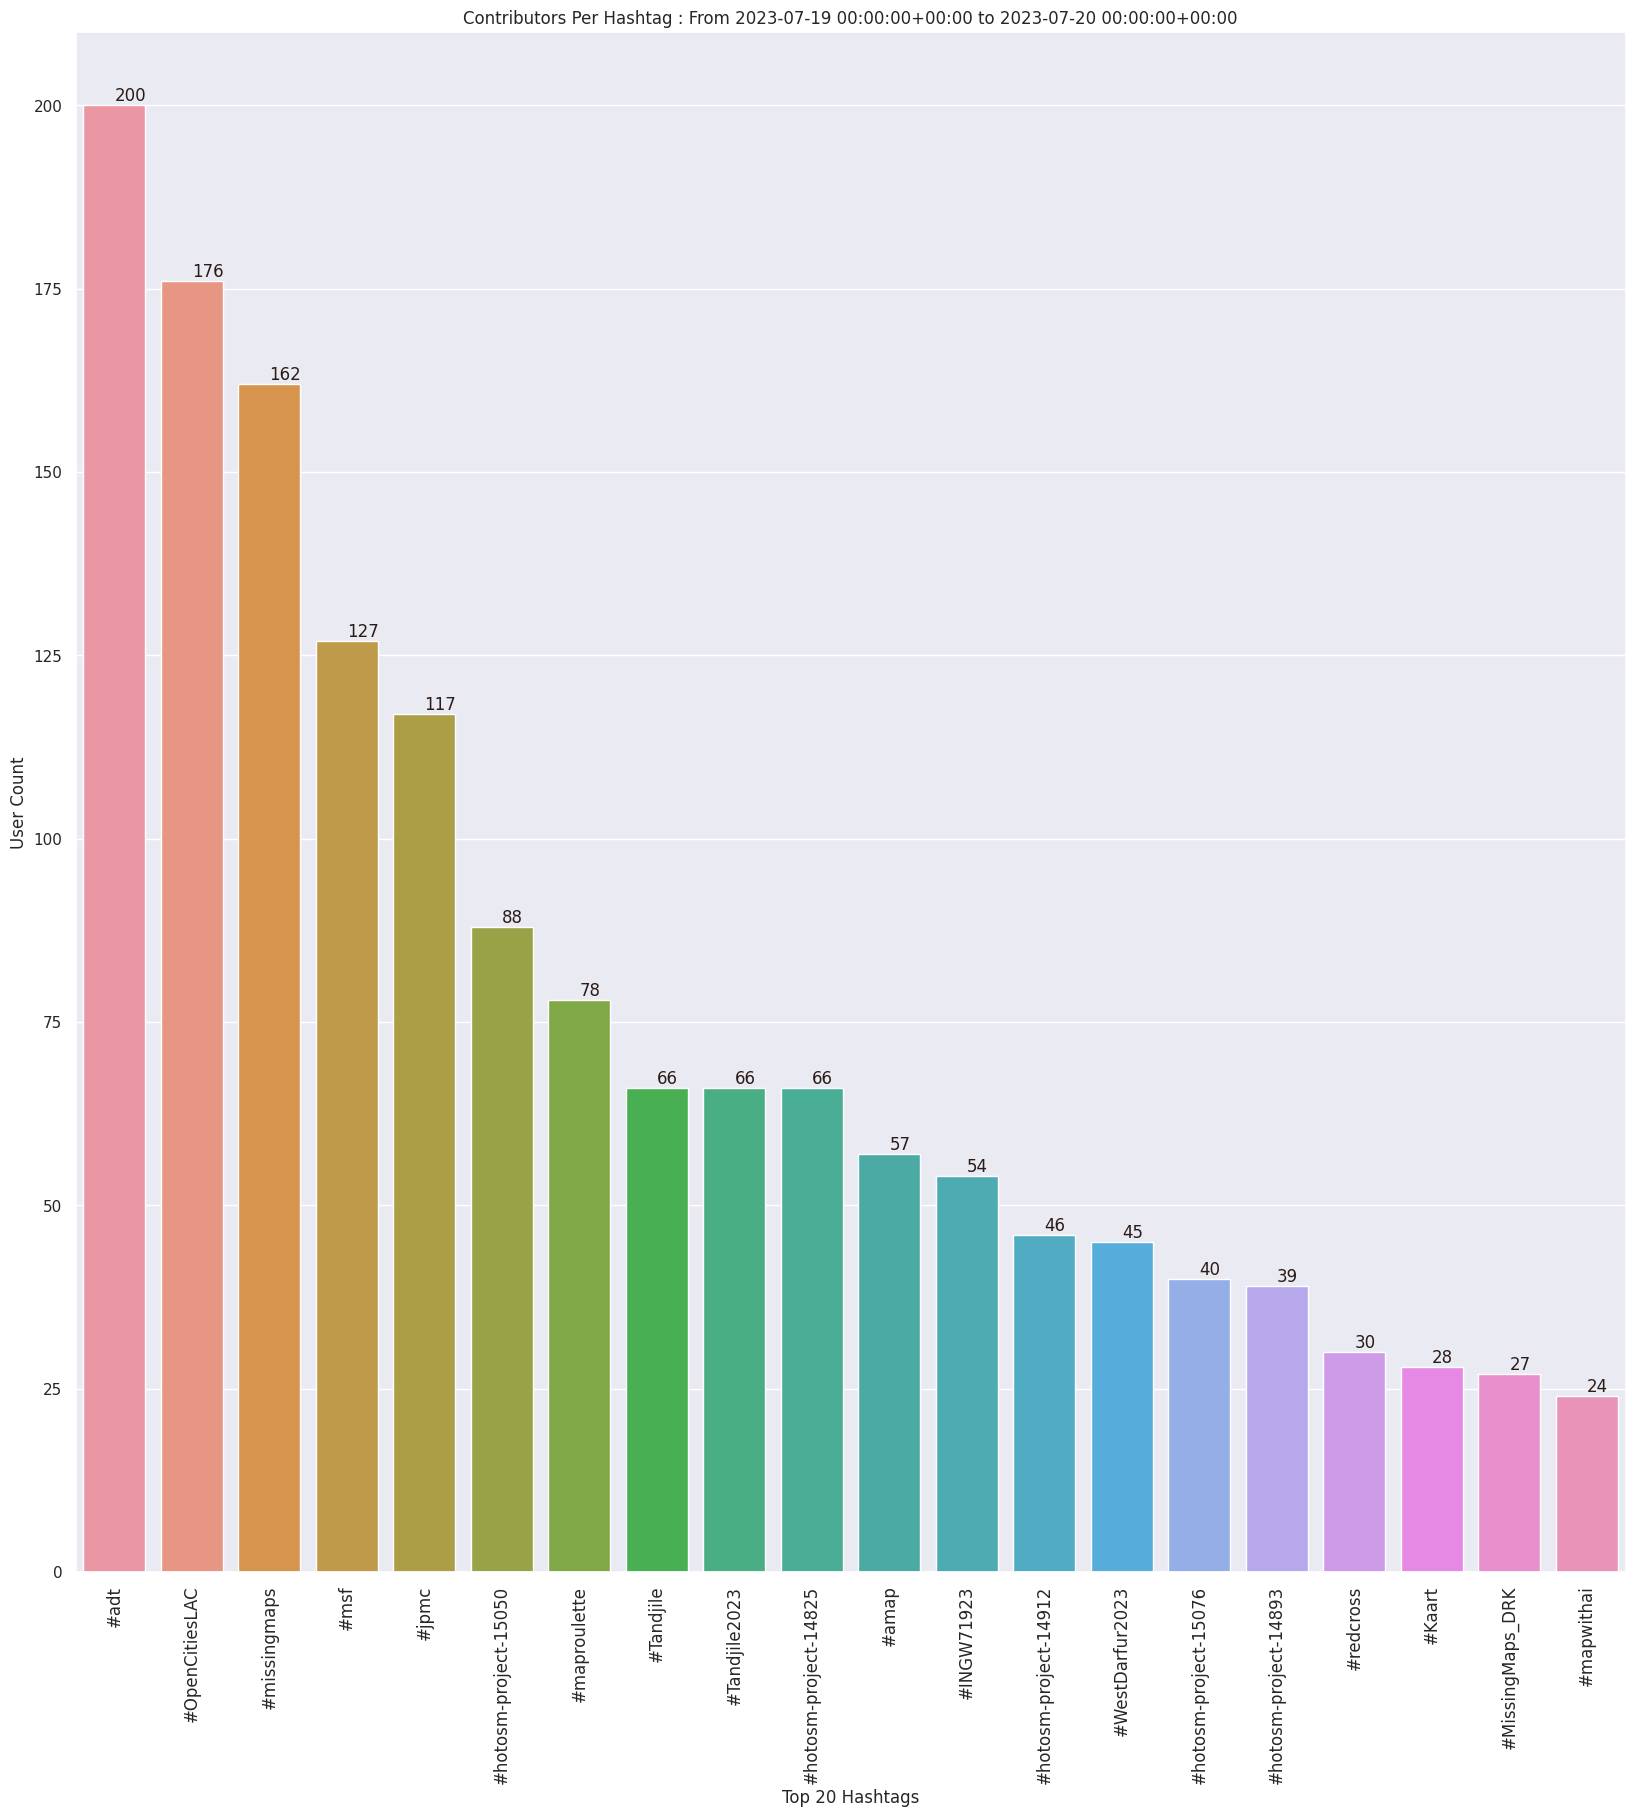 Contributors Per Hashtag : From 2023-07-19 00:00:00+00:00 to 2023-07-20 00:00:00+00:00
User Count
200
175
150
125
100
75
50
25
0
200
176
162
127
117
88
78
66
66
66
57
54
46
45
40
39
30
28
27
24
#adt
#OpenCitiesLAC
#missingmaps
#msf
#jpmc
#hotosm-project-15050
#maproulette
#Tandjile
#Tandjile2023
#hotosm-project-14825
#amap
#INGW71923
#hotosm-project-14912
#WestDarfur2023
#hotosm-project-15076
#hotosm-project-14893
#redcross
#Kaart
#MissingMaps_DRK
#mapwithai
Top 20 Hashtags